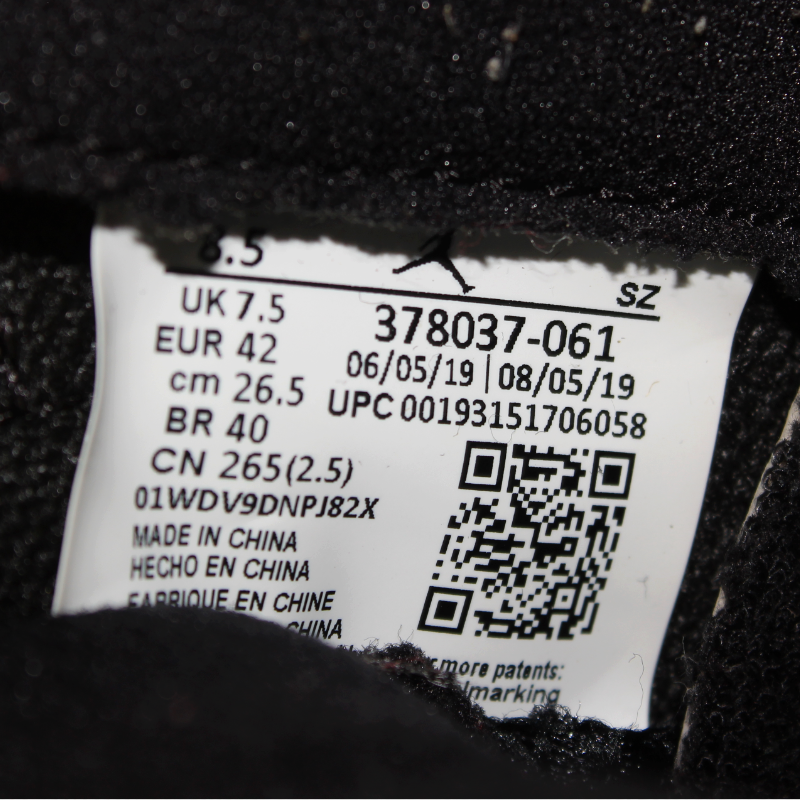 8.5
SZ
UK 7.5
EUR 42
cm 26.5
BR 40
CN 265(2.5)
01WDV9DNPJ82X
MADE IN CHINA
HECHO EN CHINA
FABRIQUE EN CHINE
CHINA
378037-061
06/05/19 | 08/05/19
UPC 00193151706058
more patents: